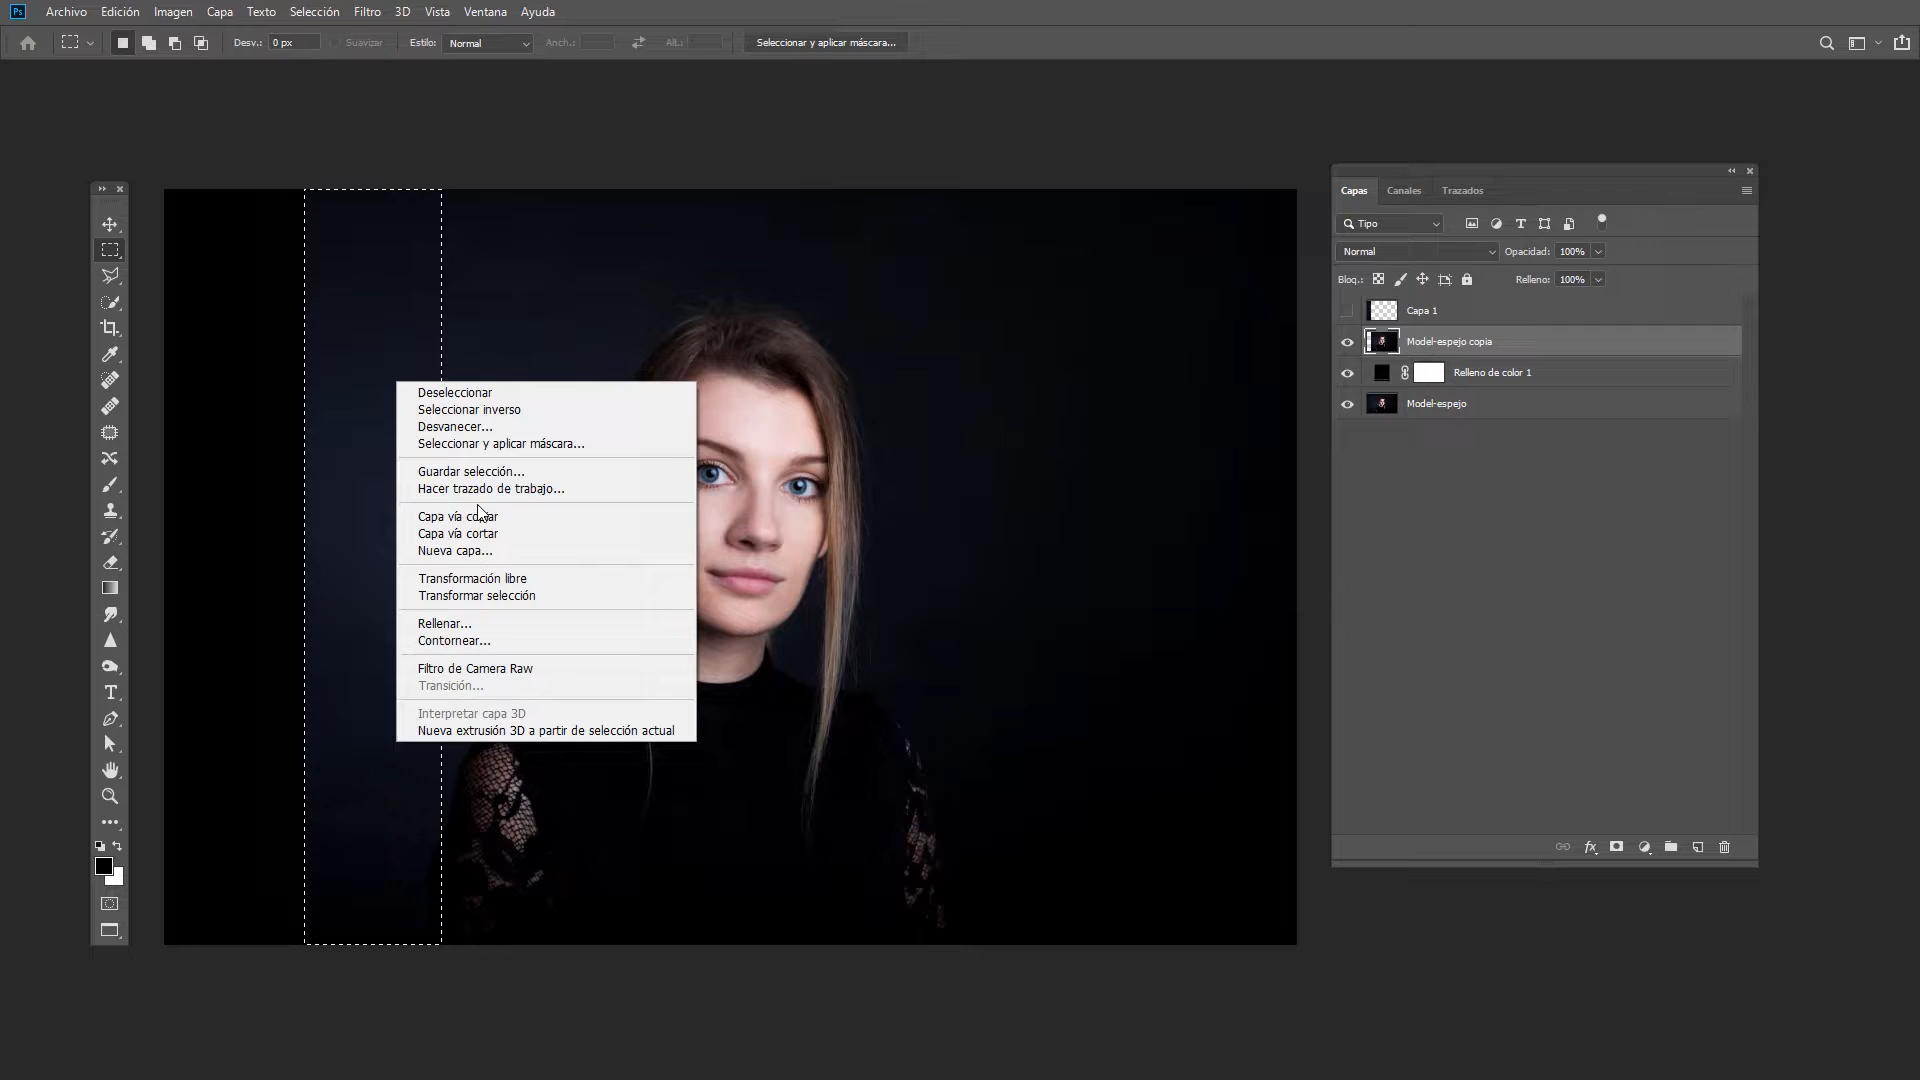 Ps Archivo Edición Imagen Capa Texto Selección Filtro 3D Vista Ventana Ayuda
Desv.: 0 px Suavizar Estilo: Normal Anch.: Alt.: Seleccionar y aplicar máscara...
Capas Canales Trazados
Tipo
Normal Opacidad: 100%
Bloq.: Relleno: 100%
Capa 1
Model-espejo copia
Relleno de color 1
Model-espejo
fx
Deseleccionar
Seleccionar inverso
Desvanecer...
Seleccionar y aplicar máscara...
Guardar selección...
Hacer trazado de trabajo...
Capa vía cortar
Capa vía cortar
Nueva capa...
Transformación libre
Transformar selección
Rellenar...
Contornear...
Filtro de Camera Raw
Transición...
Interpretar capa 3D
Nueva extrusión 3D a partir de selección actual